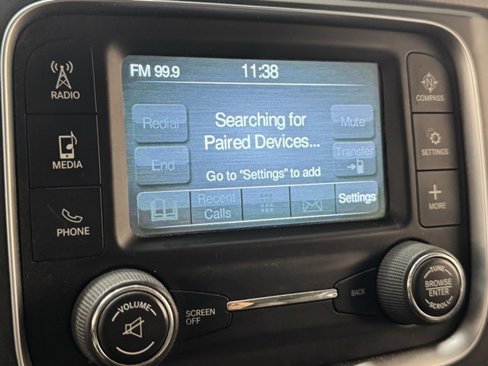 FM 99.9 11:38
RADIO
COMPASS
Redial
Searching for
Mute
Paired Devices...
MEDIA
SETTINGS
End
Transfer
Go to "Settings" to add
Recent
Calls
Settings
PHONE
MORE
VOLUME
SCREEN
OFF
BACK
TUNE
BROWSE
ENTER
SCROLL